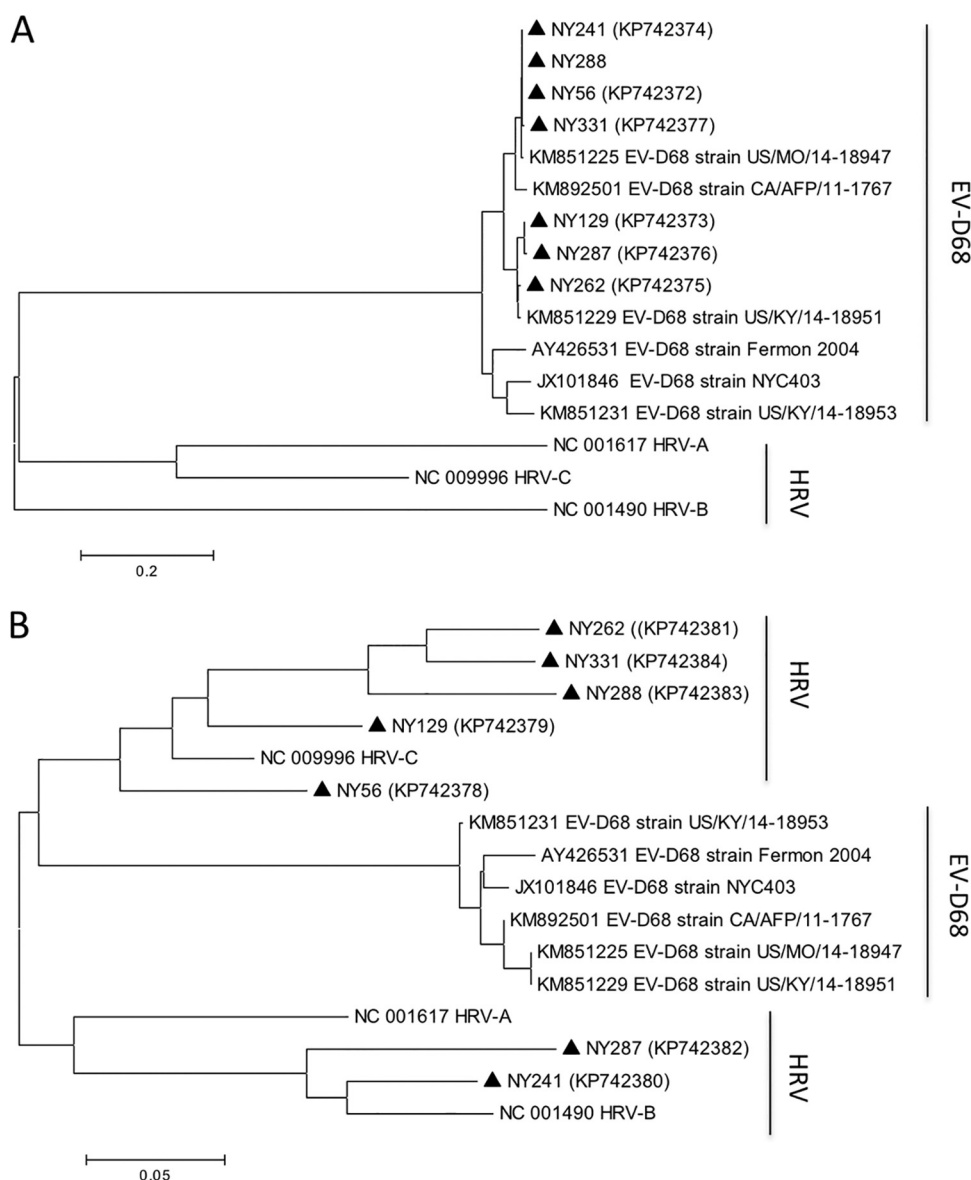 A
NY241 (KP742374)
NY288
NY56 (KP742372)
NY331 (KP742377)
KM851225 EV-D68 strain US/MO/14-18947
KM892501 EV-D68 strain CA/AFP/11-1767
NY129 (KP742373)
NY287 (KP742376)
NY262 (KP742375)
KM851229 EV-D68 strain US/KY/14-18951
AY426531 EV-D68 strain Fermon 2004
JX101846 EV-D68 strain NYC403
KM851231 EV-D68 strain US/KY/14-18953
EV-D68
NC 001617 HRV-A
NC 009996 HRV-C
NC 001490 HRV-B
HRV
0.2
B
NY262 ((KP742381)
NY331 (KP742384)
NY288 (KP742383)
NY129 (KP742379)
NC 009996 HRV-C
NY56 (KP742378)
HRV
KM851231 EV-D68 strain US/KY/14-18953
AY426531 EV-D68 strain Fermon 2004
JX101846 EV-D68 strain NYC403
KM892501 EV-D68 strain CA/AFP/11-1767
KM851225 EV-D68 strain US/MO/14-18947
KM851229 EV-D68 strain US/KY/14-18951
EV-D68
NC 001617 HRV-A
NY287 (KP742382)
NY241 (KP742380)
NC 001490 HRV-B
HRV
0.05